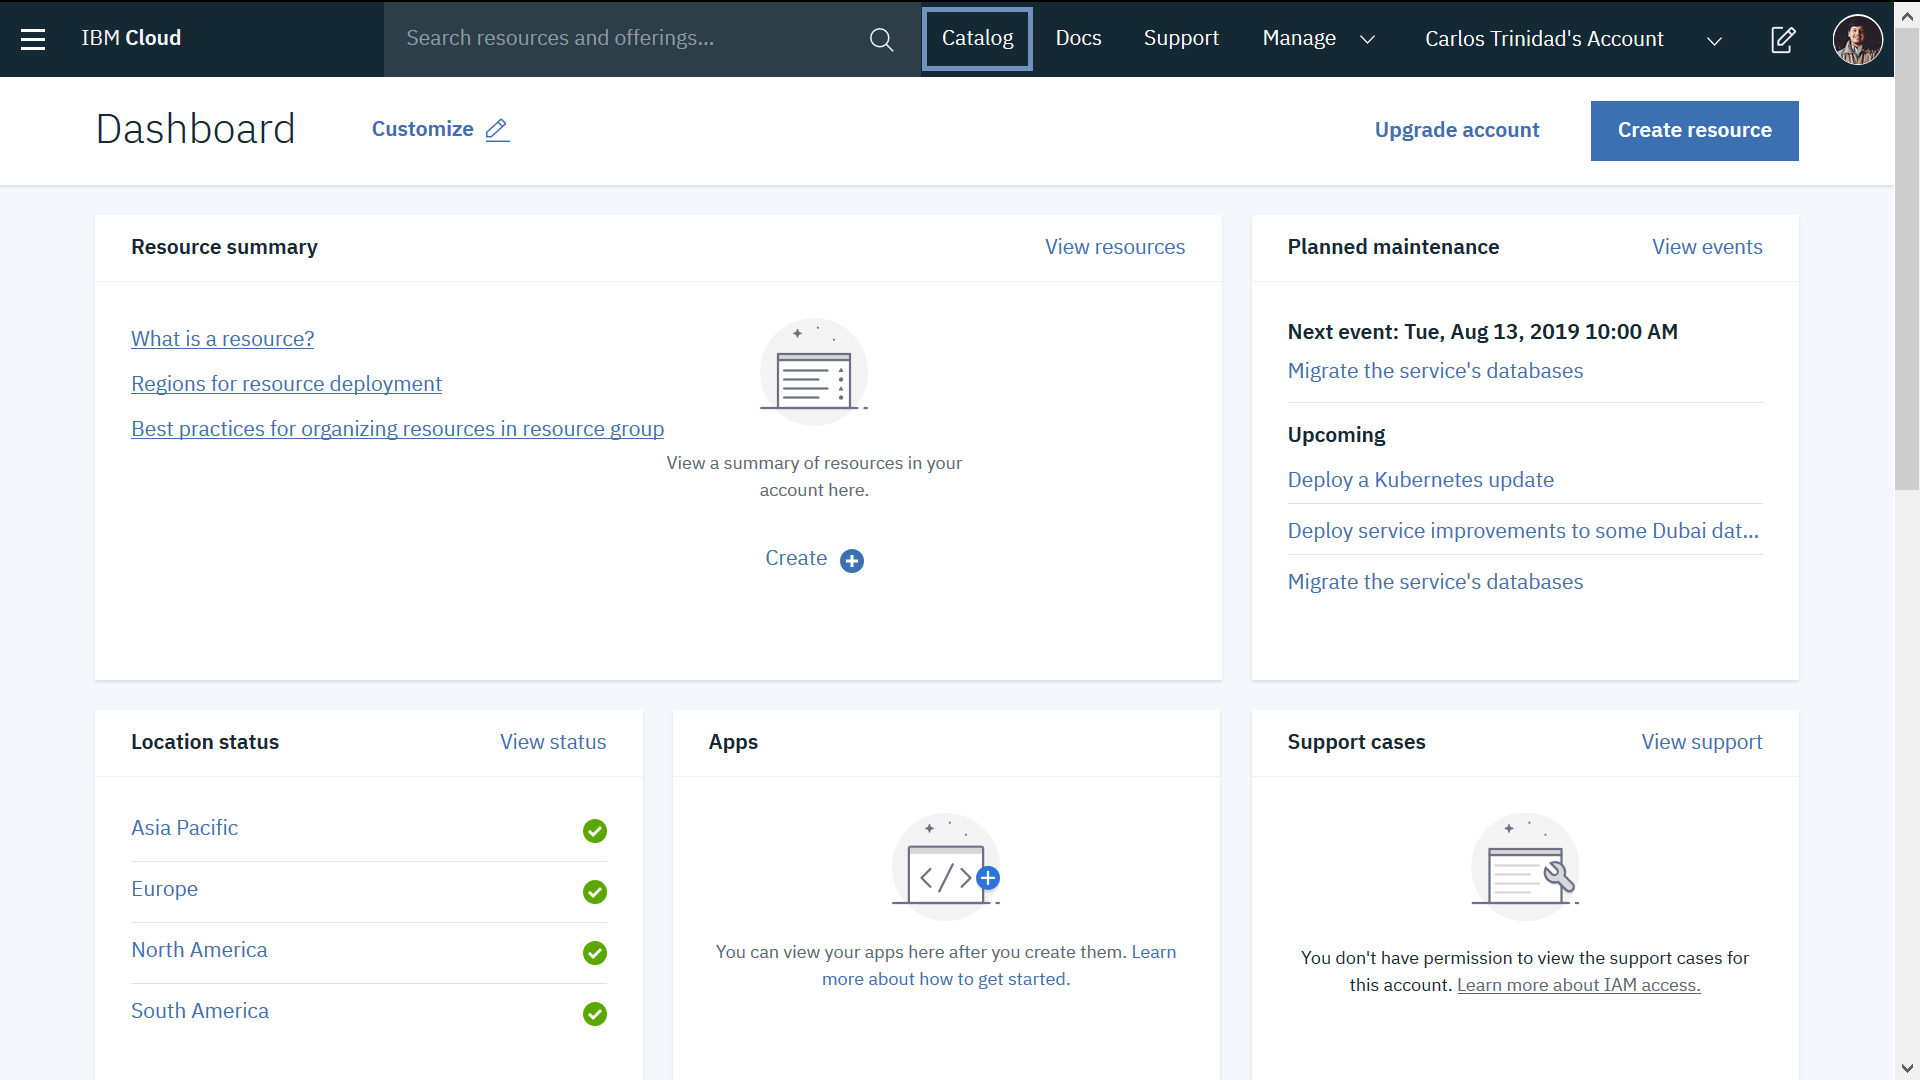 IBM Cloud
Search resources and offerings...
Catalog
Docs
Support
Manage
Carlos Trinidad's Account
Dashboard
Customize
Upgrade account
Create resource
Resource summary
View resources
What is a resource?
Regions for resource deployment
Best practices for organizing resources in resource group
View a summary of resources in your
account here.
Create
Planned maintenance
View events
Next event: Tue, Aug 13, 2019 10:00 AM
Migrate the service's databases
Upcoming
Deploy a Kubernetes update
Deploy service improvements to some Dubai dat...
Migrate the service's databases
Location status
View status
Asia Pacific
Europe
North America
South America
Apps
You can view your apps here after you create them. Learn
more about how to get started.
Support cases
View support
You don't have permission to view the support cases for
this account. Learn more about IAM access.